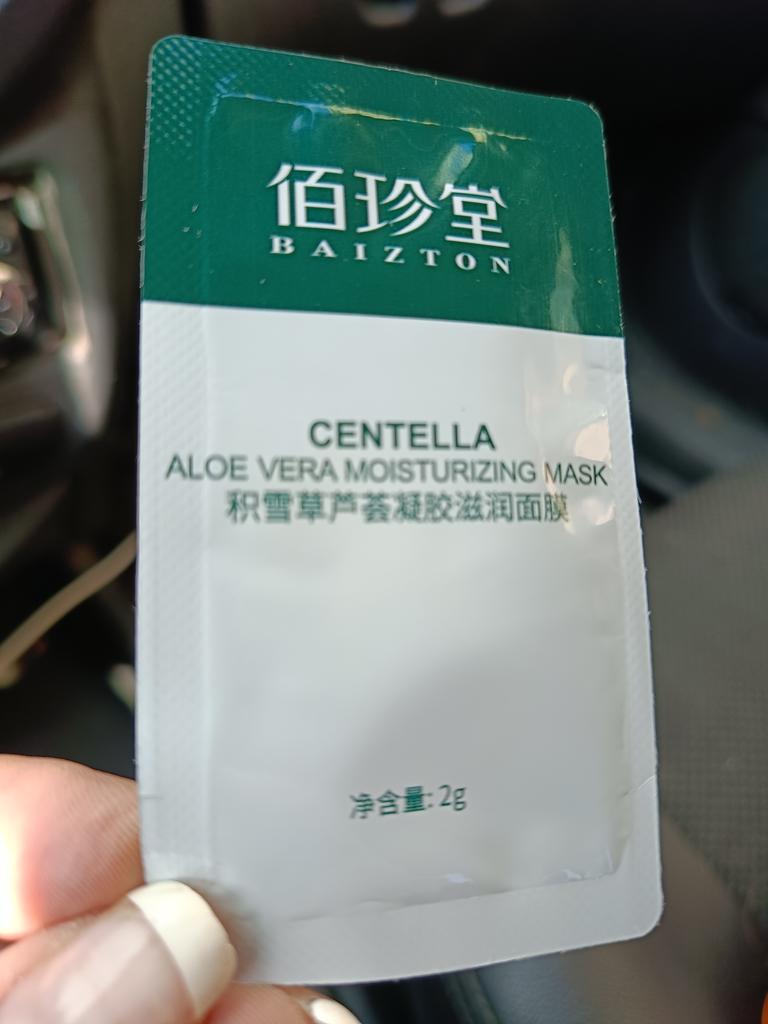 佰珍堂
BAIZTON
CENTELLA
ALOE VERA MOISTURIZING MASK
积雪草芦荟凝胶滋润面膜
净含量: 2g